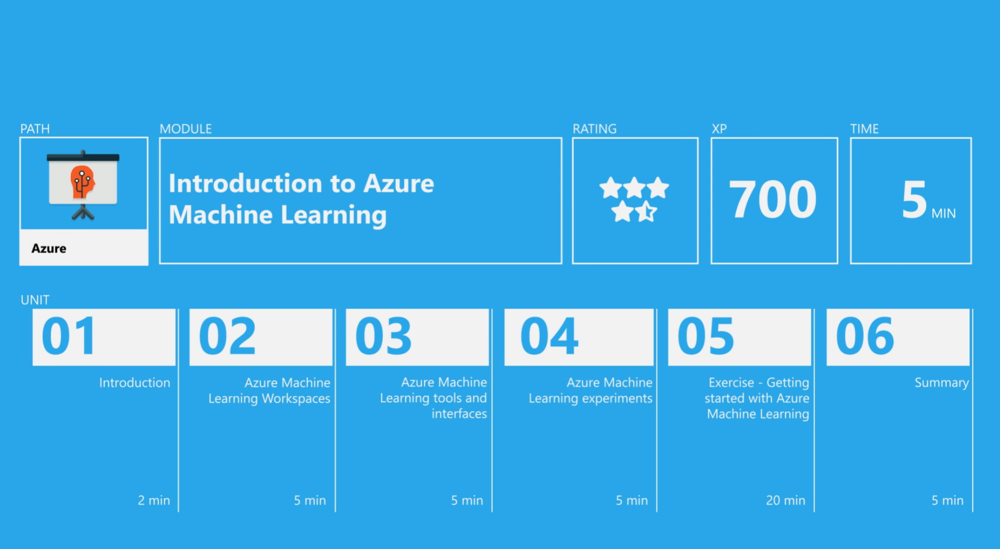 PATH
MODULE
RATING
XP
TIME
Introduction to Azure
Machine Learning
700
5 MIN
Azure
UNIT
01
02
03
04
05
06
Introduction
Azure Machine
Learning Workspaces
Azure Machine
Learning tools and
interfaces
Azure Machine
Learning experiments
Exercise - Getting
started with Azure
Machine Learning
Summary
2 min
5 min
5 min
5 min
20 min
5 min